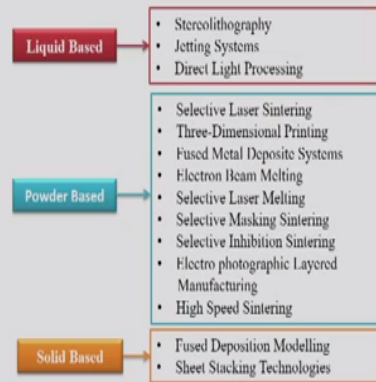 Liquid Based
• Stereolithography
• Jetting Systems
• Direct Light Processing
Powder Based
• Selective Laser Sintering
• Three-Dimensional Printing
• Fused Metal Deposite Systems
• Electron Beam Melting
• Selective Laser Melting
• Selective Masking Sintering
• Selective Inhibition Sintering
• Electro photographic Layered
Manufacturing
• High Speed Sintering
Solid Based
• Fused Deposition Modelling
• Sheet Stacking Technologies